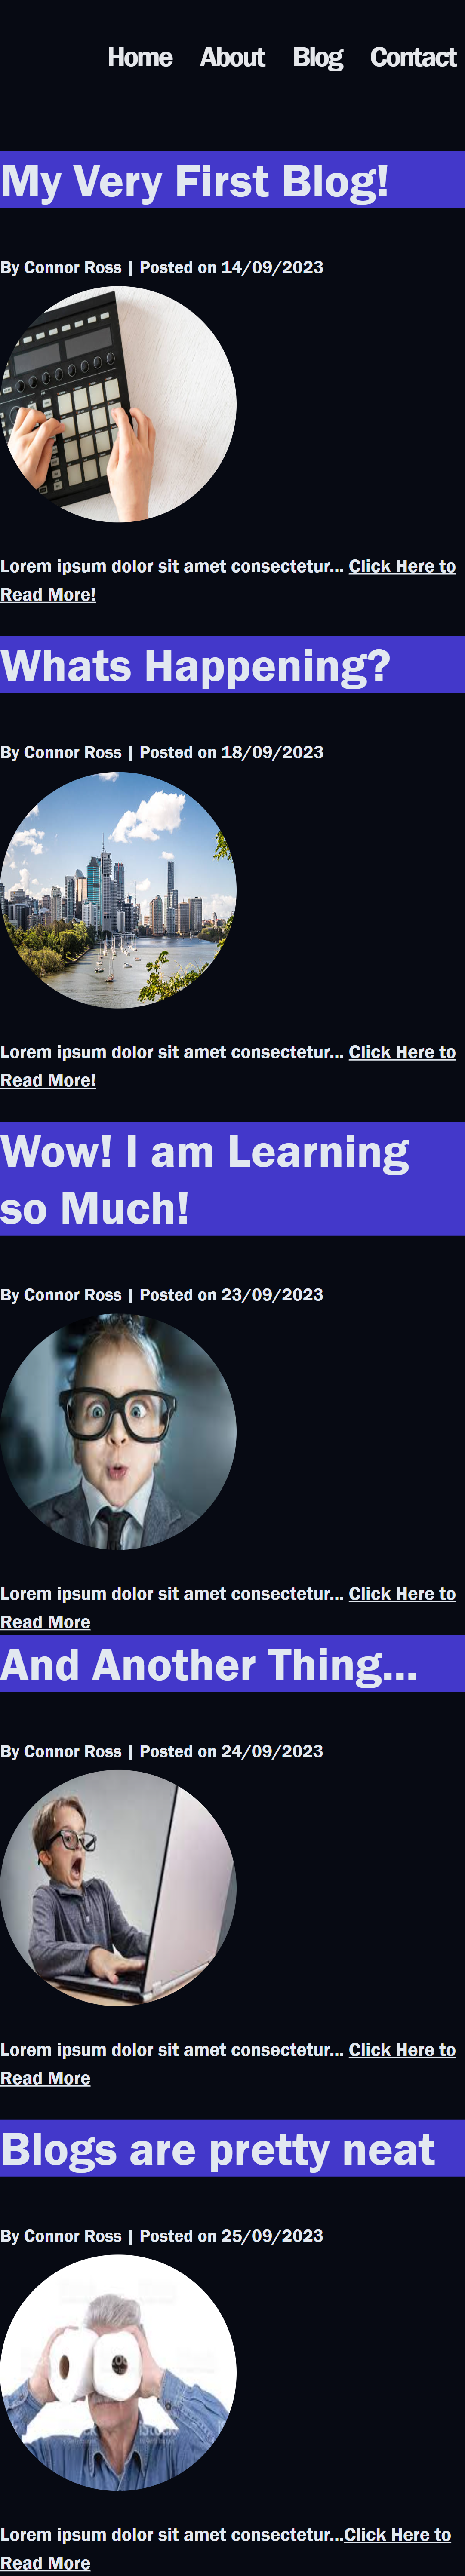 Home About Blog Contact
My Very First Blog!
By Connor Ross | Posted on 14/09/2023
Lorem ipsum dolor sit amet consectetur... Click Here to
Read More!
Whats Happening?
By Connor Ross | Posted on 18/09/2023
Lorem ipsum dolor sit amet consectetur... Click Here to
Read More!
Wow! I am Learning
so Much!
By Connor Ross | Posted on 23/09/2023
Lorem ipsum dolor sit amet consectetur... Click Here to
Read More
And Another Thing...
By Connor Ross | Posted on 24/09/2023
Lorem ipsum dolor sit amet consectetur... Click Here to
Read More
Blogs are pretty neat
By Connor Ross | Posted on 25/09/2023
Lorem ipsum dolor sit amet consectetur...Click Here to
Read More